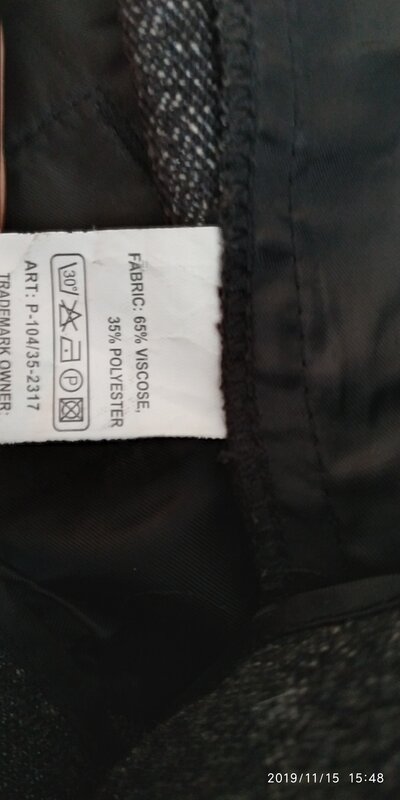 FABRIC: 65% VISCOSE,
35% POLYESTER
30°
P
ART: P-104/35-2317
TRADEMARK OWNER:
2019/11/15 15:48